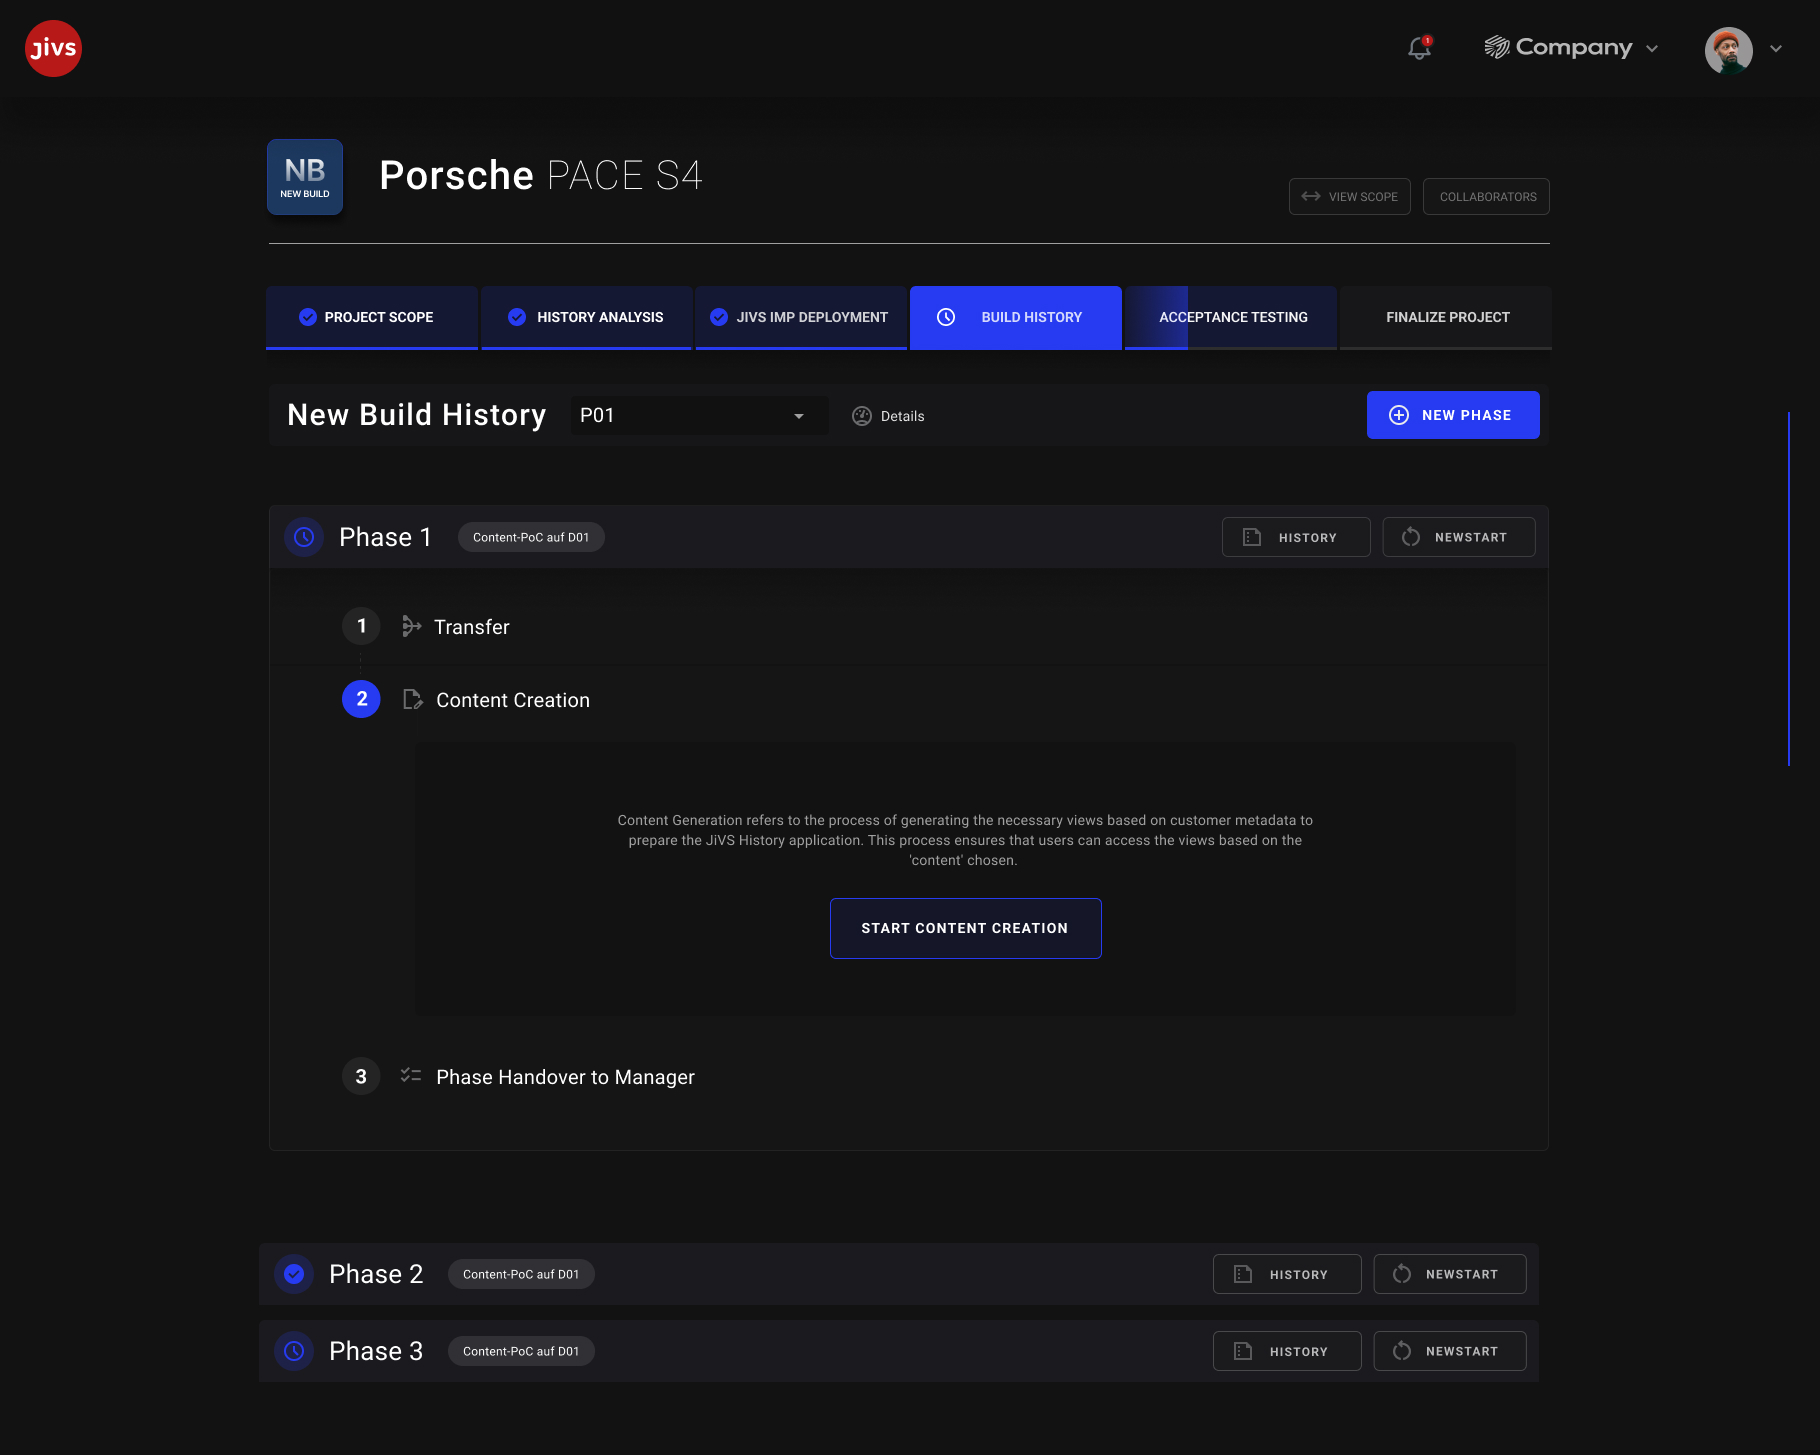 jivs
1
Company
NB
NEW BUILD
Porsche PACE S4
VIEW SCOPE
COLLABORATORS
PROJECT SCOPE
HISTORY ANALYSIS
JIVS IMP DEPLOYMENT
BUILD HISTORY
ACCEPTANCE TESTING
FINALIZE PROJECT
New Build History
P01
Details
NEW PHASE
Phase 1
Content-PoC auf D01
HISTORY
NEWSTART
1
Transfer
2
Content Creation
Content Generation refers to the process of generating the necessary views based on customer metadata to
prepare the JiVS History application. This process ensures that users can access the views based on the
'content' chosen.
START CONTENT CREATION
3
Phase Handover to Manager
Phase 2
Content-PoC auf D01
HISTORY
NEWSTART
Phase 3
Content-PoC auf D01
HISTORY
NEWSTART